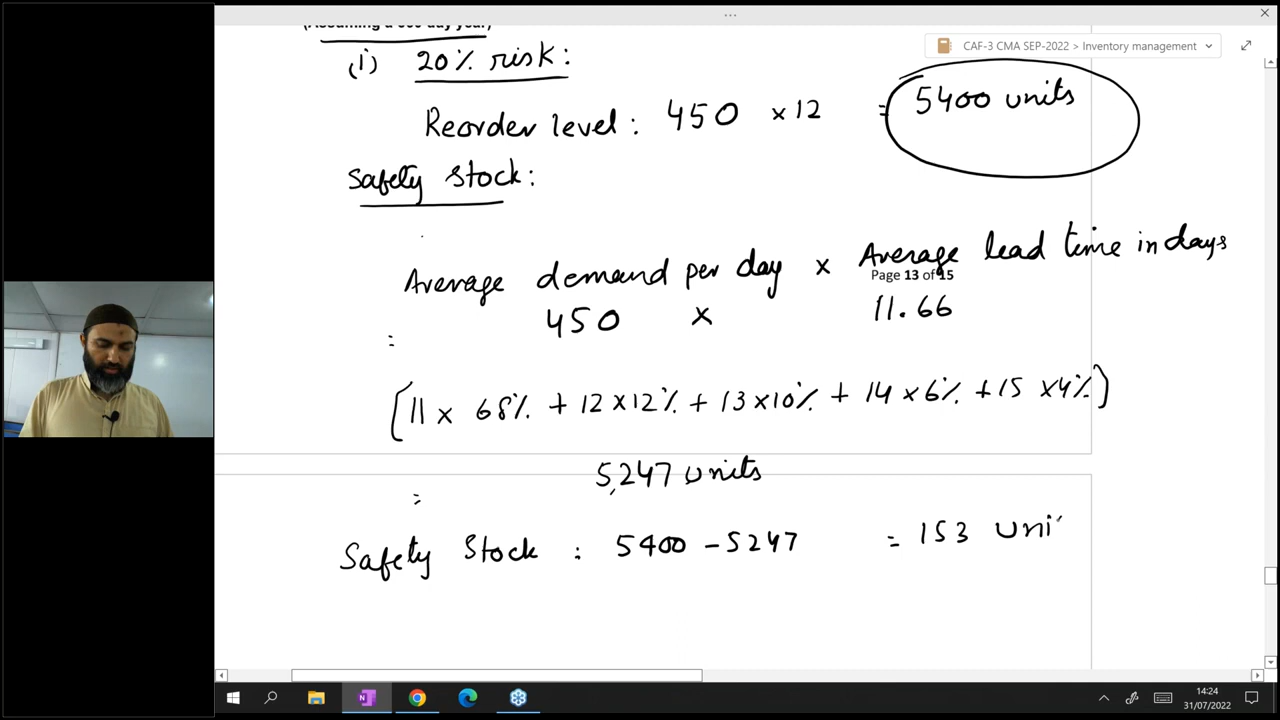 (Assuming a 360 day year)
CAF-3 CMA SEP-2022 > Inventory management
(i) 20% risk:
Reorder level: 450 x 12 = 5400 units
Safety stock:
Average demand per day x Average lead time in days
Page 13 of 15
= 450 x 11.66
[11 x 68% + 12 x 12% + 13 x 10% + 14 x 6% + 15 x 4%]
= 5,247 units
Safety Stock : 5400 - 5247 = 153 Uni
14:24
31/07/2022